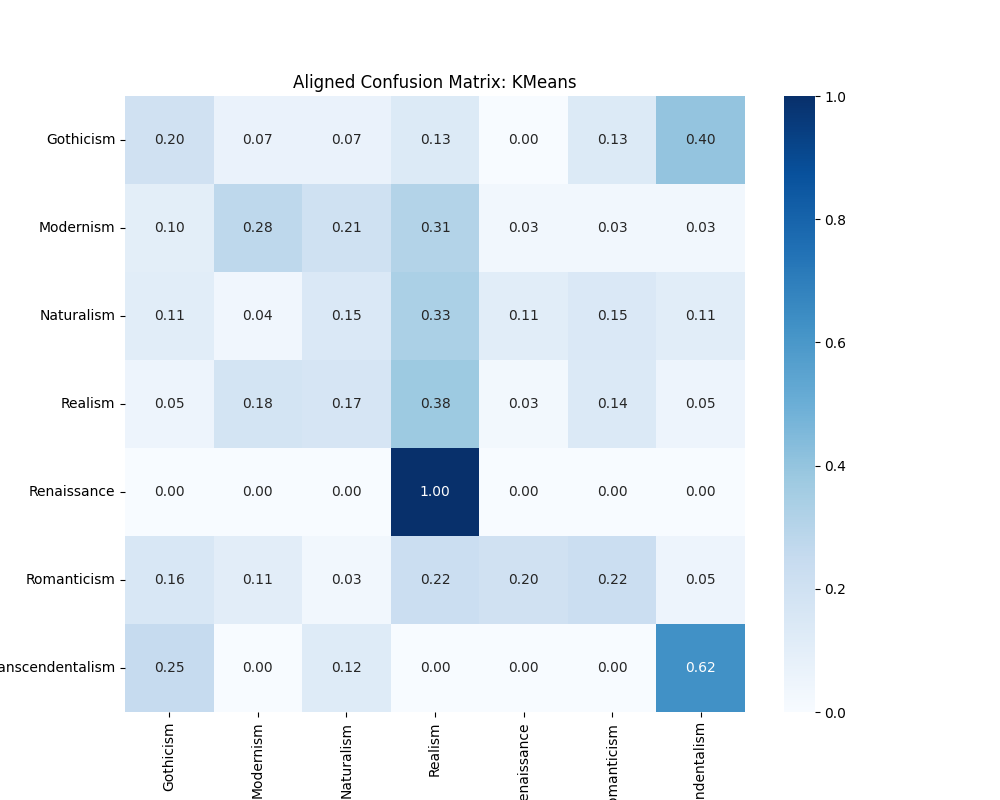 Aligned Confusion Matrix: KMeans
Gothicism 0.20 0.07 0.07 0.13 0.00 0.13 0.40
Modernism 0.10 0.28 0.21 0.31 0.03 0.03 0.03
Naturalism 0.11 0.04 0.15 0.33 0.11 0.15 0.11
Realism 0.05 0.18 0.17 0.38 0.03 0.14 0.05
Renaissance 0.00 0.00 0.00 1.00 0.00 0.00 0.00
Romanticism 0.16 0.11 0.03 0.22 0.20 0.22 0.05
anscendentalism 0.25 0.00 0.12 0.00 0.00 0.00 0.62
Gothicism
Modernism
Naturalism
Realism
enaissance
omanticism
ndentalism
1.0
0.8
0.6
0.4
0.2
0.0